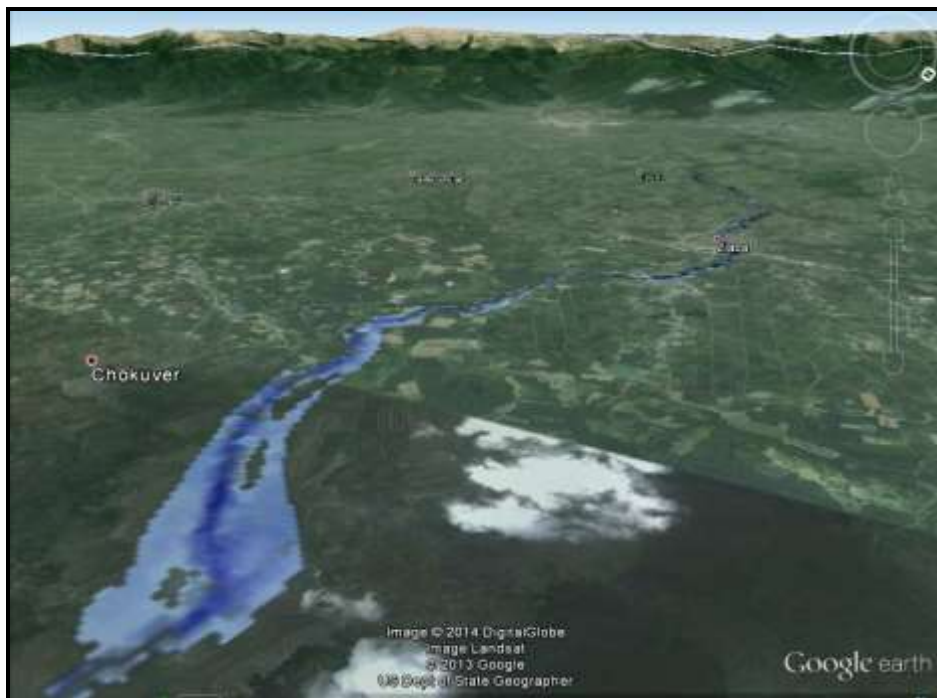 Chokuver
Image © 2014 DigitalGlobe
Image Landsat
© 2013 Google
US Dept of State Geographer
Google earth